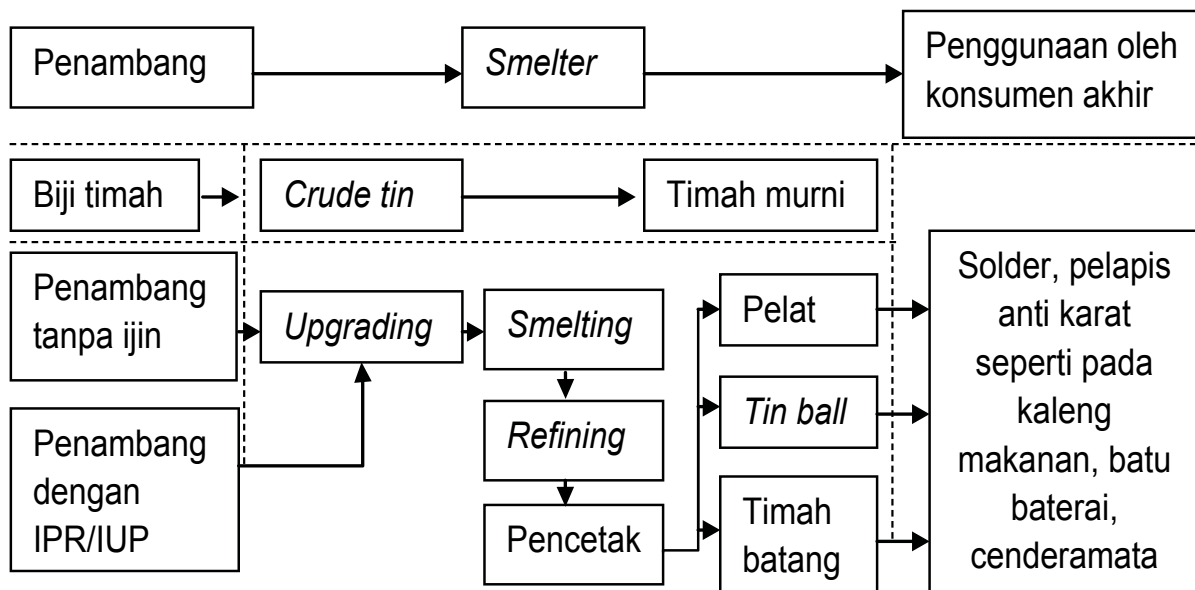 Penambang
Smelter
Penggunaan oleh
konsumen akhir
Biji timah
Crude tin
Timah murni
Penambang
tanpa ijin
Upgrading
Smelting
Pelat
Solder, pelapis
anti karat
seperti pada
kaleng
makanan, batu
baterai,
cenderamata
Penambang
dengan
IPR/IUP
Refining
Tin ball
Pencetak
Timah
batang